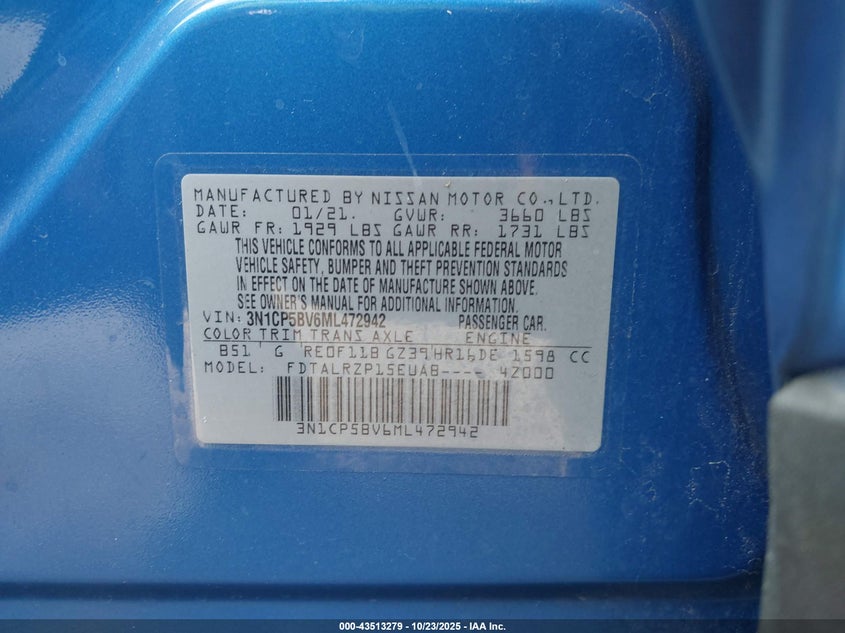 MANUFACTURED BY NISSAN MOTOR CO.,LTD.
DATE: 01/21. GVWR: 3660 LBS
GAWR FR: 1929 LBS GAWR RR: 1731 LBS
THIS VEHICLE CONFORMS TO ALL APPLICABLE FEDERAL MOTOR
VEHICLE SAFETY, BUMPER AND THEFT PREVENTION STANDARDS
IN EFFECT ON THE DATE OF MANUFACTURE SHOWN ABOVE.
SEE OWNER'S MANUAL FOR ADDITIONAL INFORMATION.
VIN: 3N1CP5BV6ML472942 PASSENGER CAR.
COLOR TRIM TRANS AXLE ENGINE
B51 G RE0F11B GZ39 HR16DE 1598 CC
MODEL: FDTALRZP15EUA8---- 4Z000
3N1CP5BV6ML472942
000-43513279 - 10/23/2025 - IAA Inc.